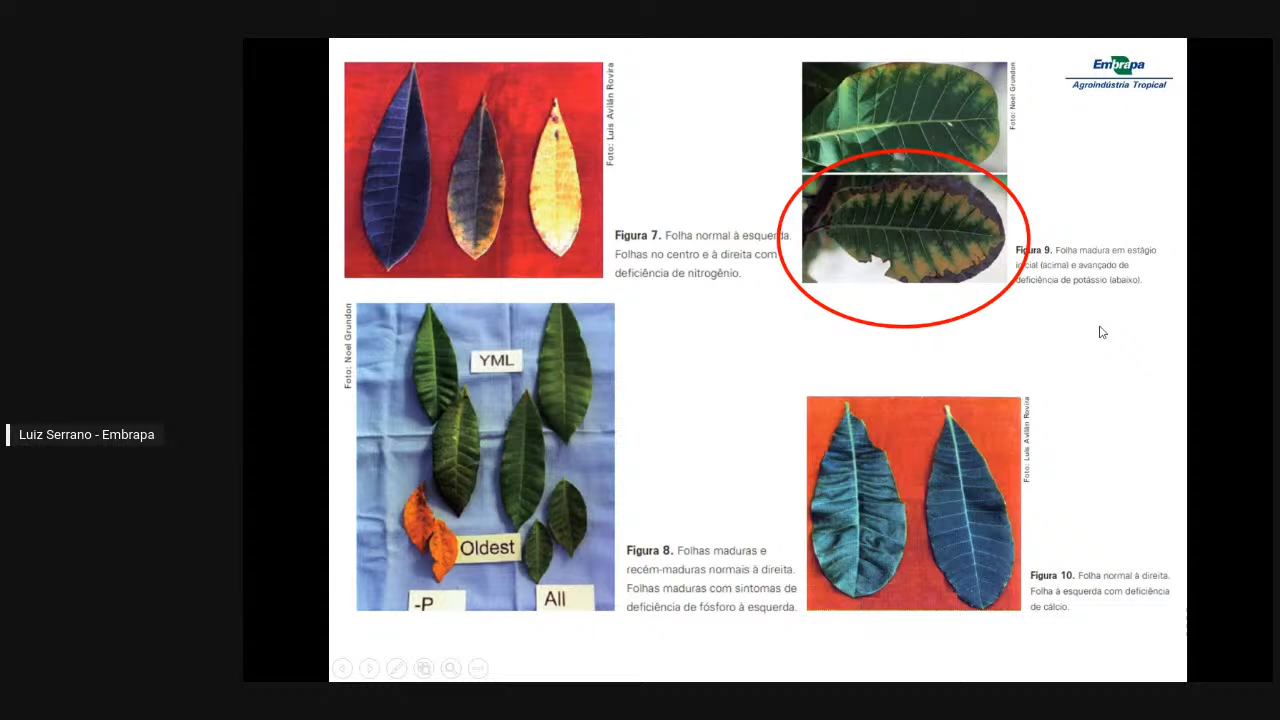 Embrapa
Agroindústria Tropical
Foto: Luis Avilán Rovira
Figura 7. Folha normal à esquerda.
Folhas no centro e à direita com
deficiência de nitrogênio.
Foto: Noel Grundon
Figura 9. Folha madura em estágio
inicial (acima) e avançado de
deficiência de potássio (abaixo).
Foto: Noel Grundon
YML
Oldest
-P
All
Figura 8. Folhas maduras e
recém-maduras normais à direita.
Folhas maduras com sintomas de
deficiência de fósforo à esquerda.
Foto: Luis Avilán Rovira
Figura 10. Folha normal à direita.
Folha à esquerda com deficiência
de cálcio.
Luiz Serrano - Embrapa